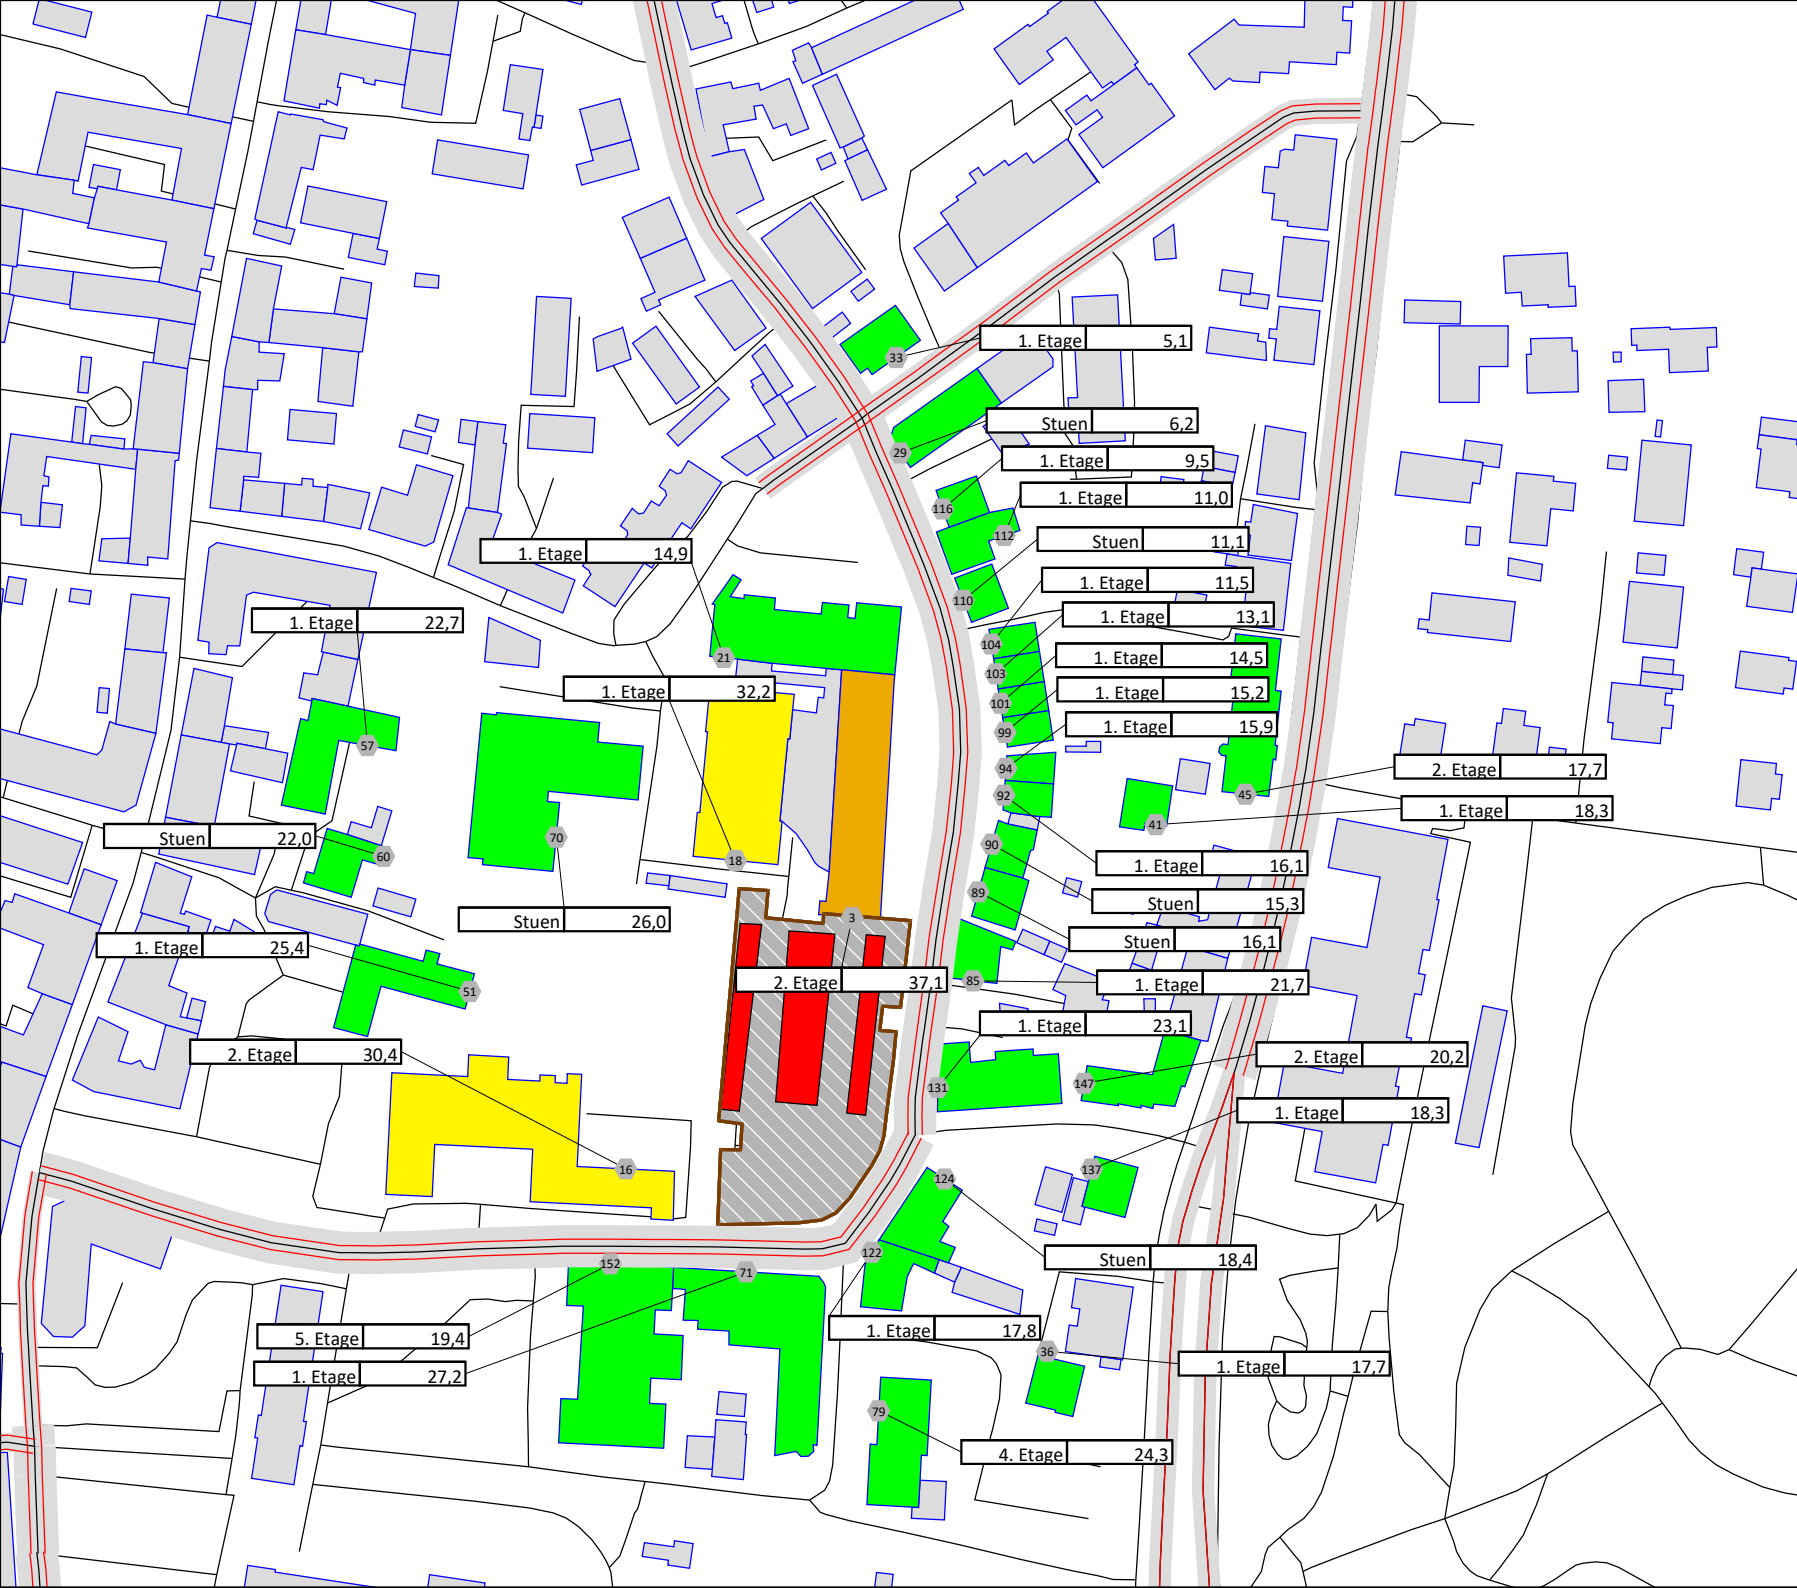 1. Etage 5,1
33
Stuen 6,2
29
1. Etage 9,5
116
1. Etage 11,0
112
Stuen 11,1
1. Etage 14,9
1. Etage 11,5
110
1. Etage 22,7
1. Etage 13,1
104
21
1. Etage 14,5
103
1. Etage 32,2
1. Etage 15,2
101
1. Etage 15,9
99
57
2. Etage 17,7
94
92
45
1. Etage 18,3
41
Stuen 22,0
70
90
60
18
1. Etage 16,1
89
Stuen 15,3
Stuen 26,0
3
1. Etage 25,4
Stuen 16,1
2. Etage 37,1
85
1. Etage 21,7
51
1. Etage 23,1
2. Etage 30,4
2. Etage 20,2
131
147
1. Etage 18,3
16
137
124
122
Stuen 18,4
152
71
5. Etage 19,4
1. Etage 17,8
36
1. Etage 17,7
1. Etage 27,2
79
4. Etage 24,3